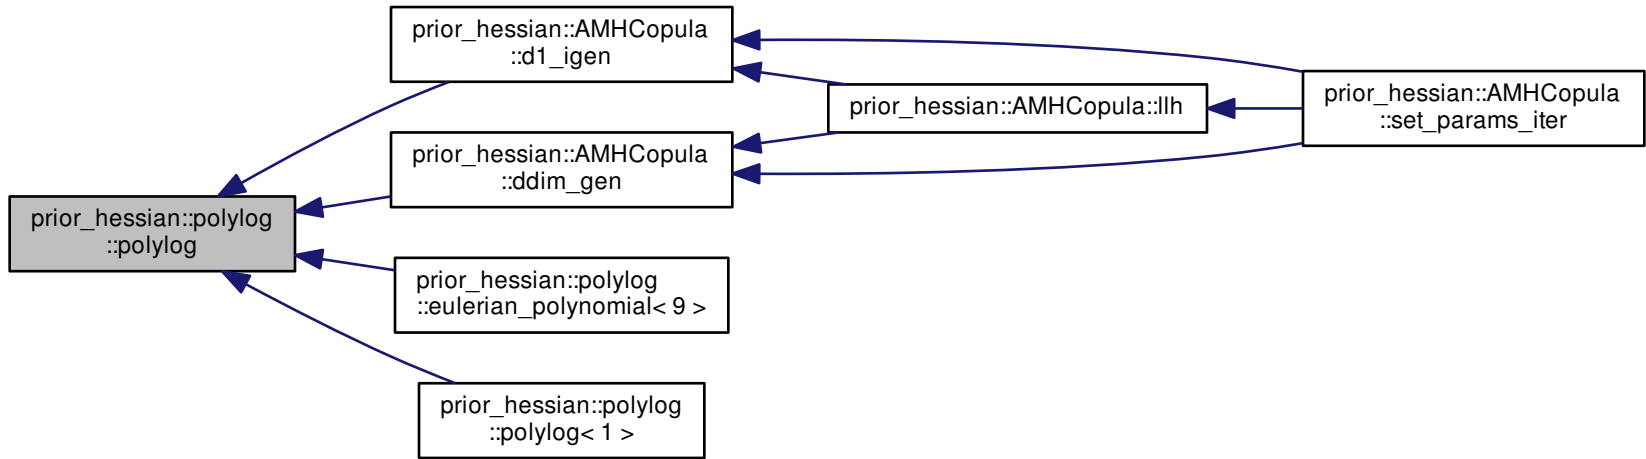 prior_hessian::AMHCopula
::d1_igen
prior_hessian::AMHCopula::llh
prior_hessian::AMHCopula
::set_params_iter
prior_hessian::AMHCopula
::ddim_gen
prior_hessian::polylog
::polylog
prior_hessian::polylog
::eulerian_polynomial< 9 >
prior_hessian::polylog
::polylog< 1 >